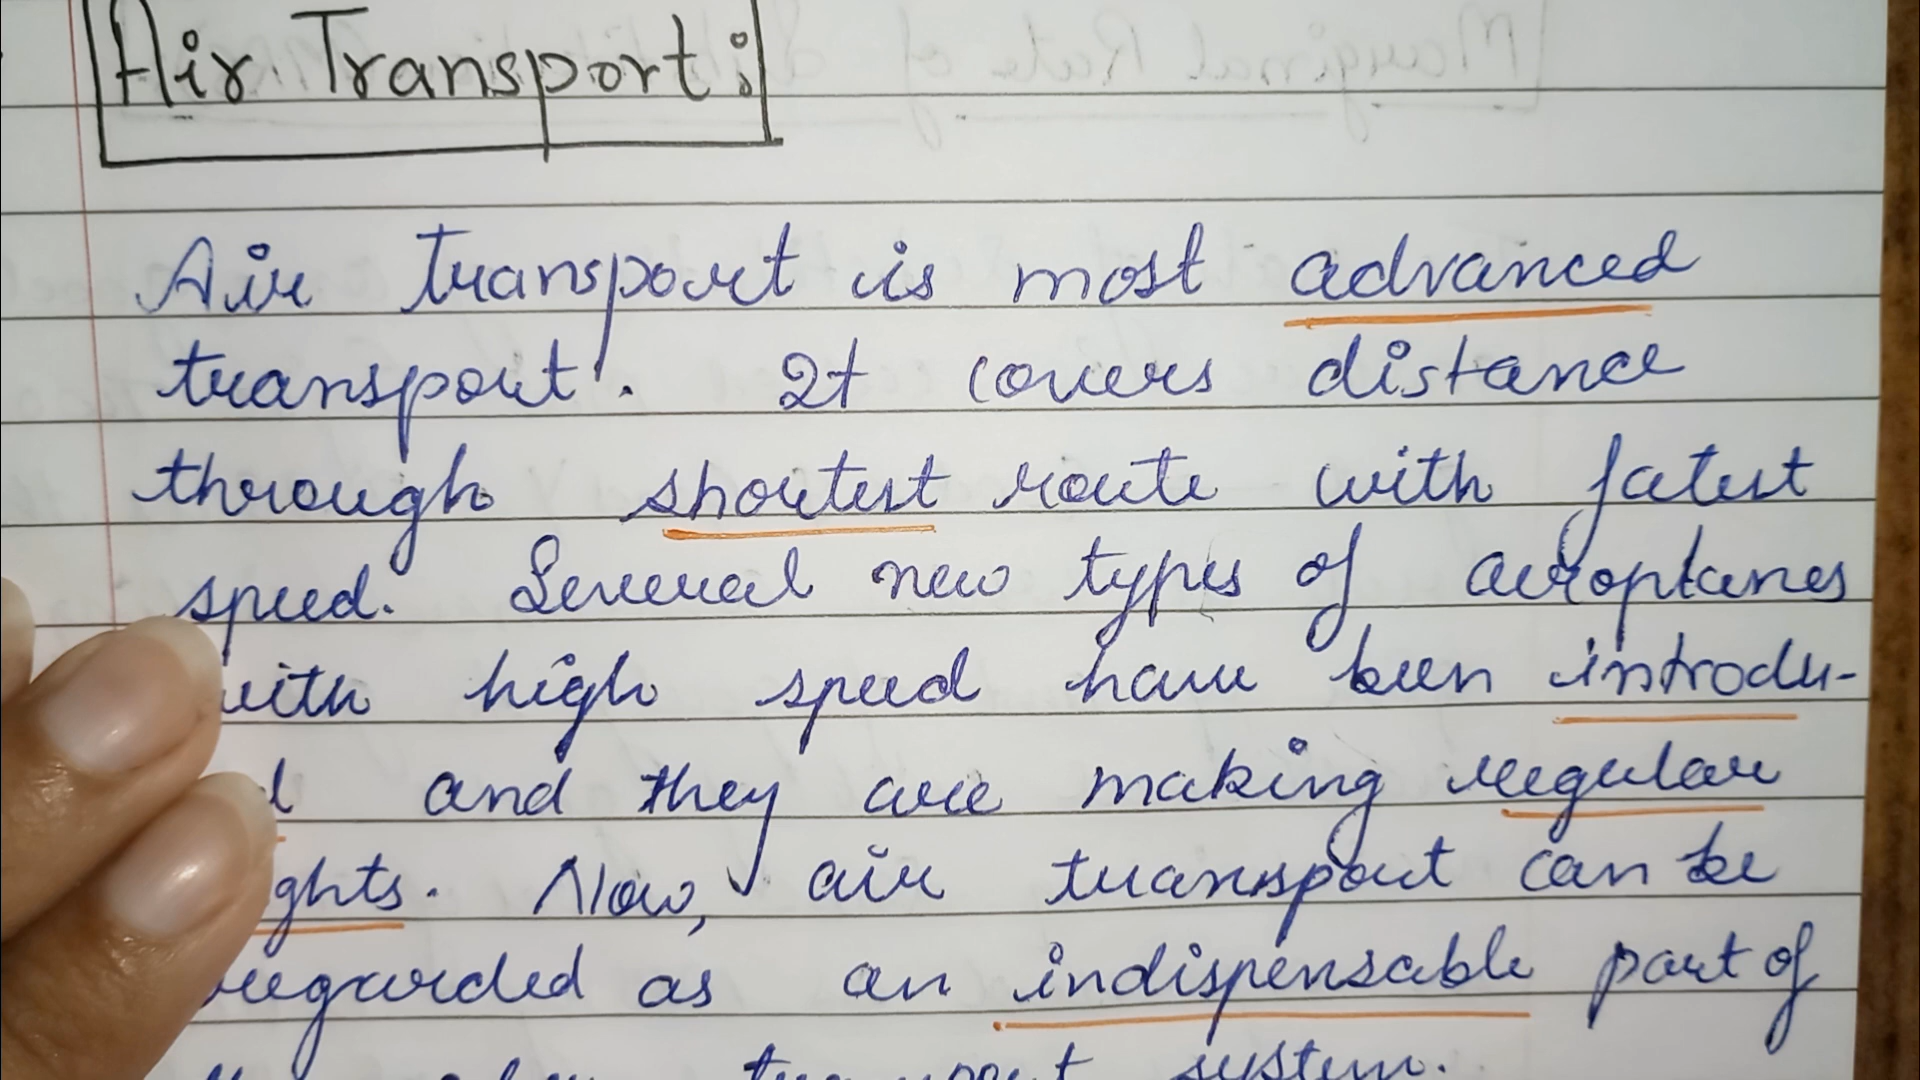 Air Transport:
Air Transport is most advanced
transport. It covers distance
through shortest route with fatest
speed. Several new types of aeroplanes
with high speed have been introdu-
and they are making regular
ghts. Now, air transport can be
regarded as an indispensable part of
transport system.